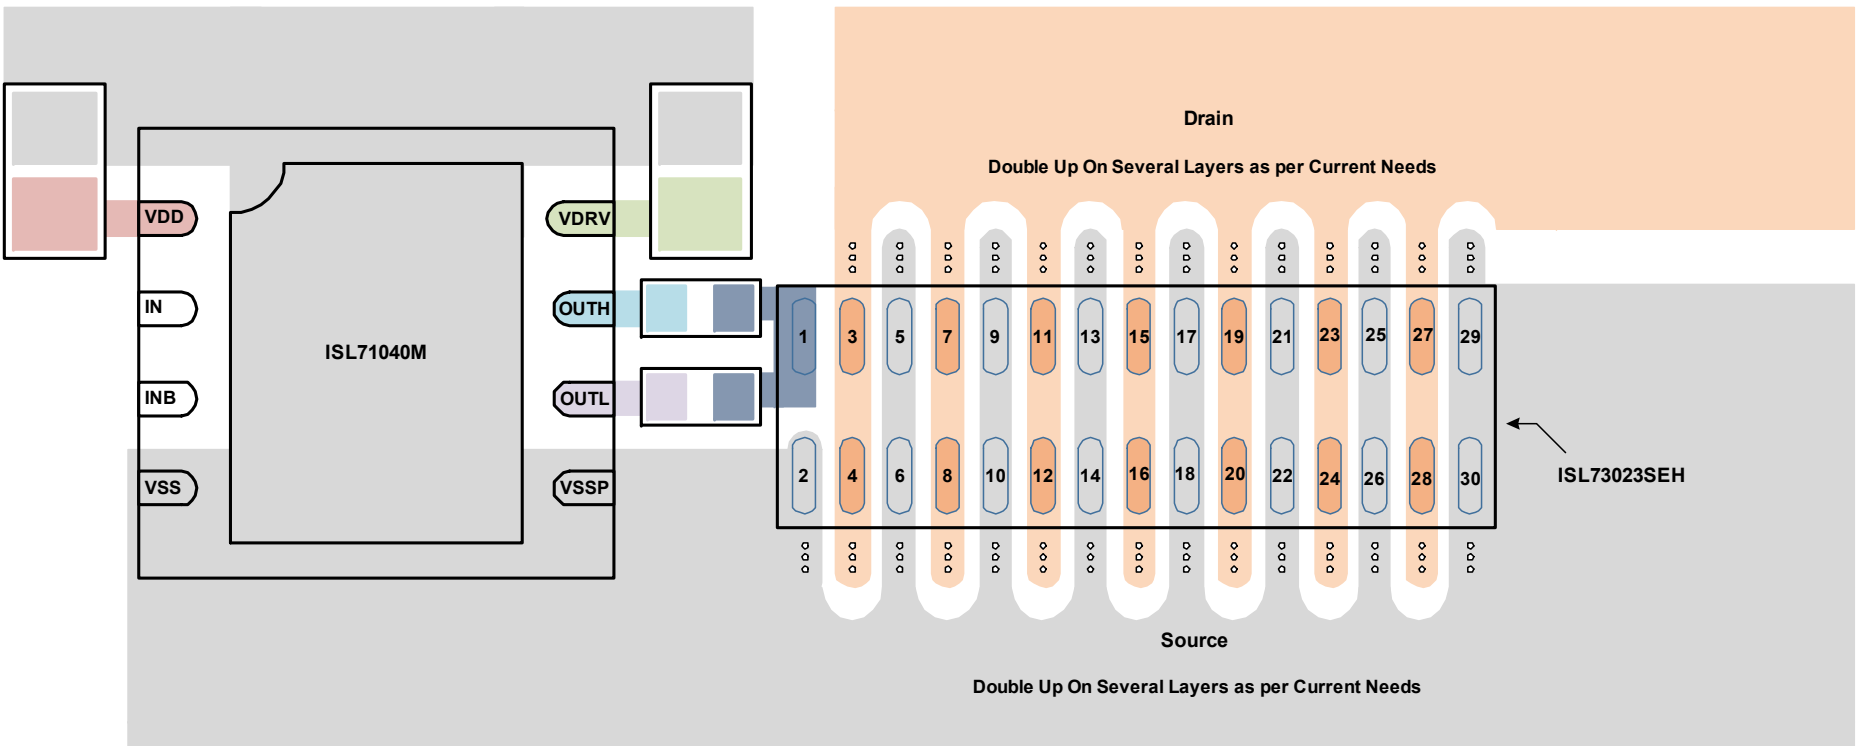 Drain
Double Up On Several Layers as per Current Needs
VDD
VDRV
IN
OUTH
ISL71040M
INB
OUTL
VSS
VSSP
1 3 5 7 9 11 13 15 17 19 21 23 25 27 29
2 4 6 8 10 12 14 16 18 20 22 24 26 28 30
ISL73023SEH
Source
Double Up On Several Layers as per Current Needs